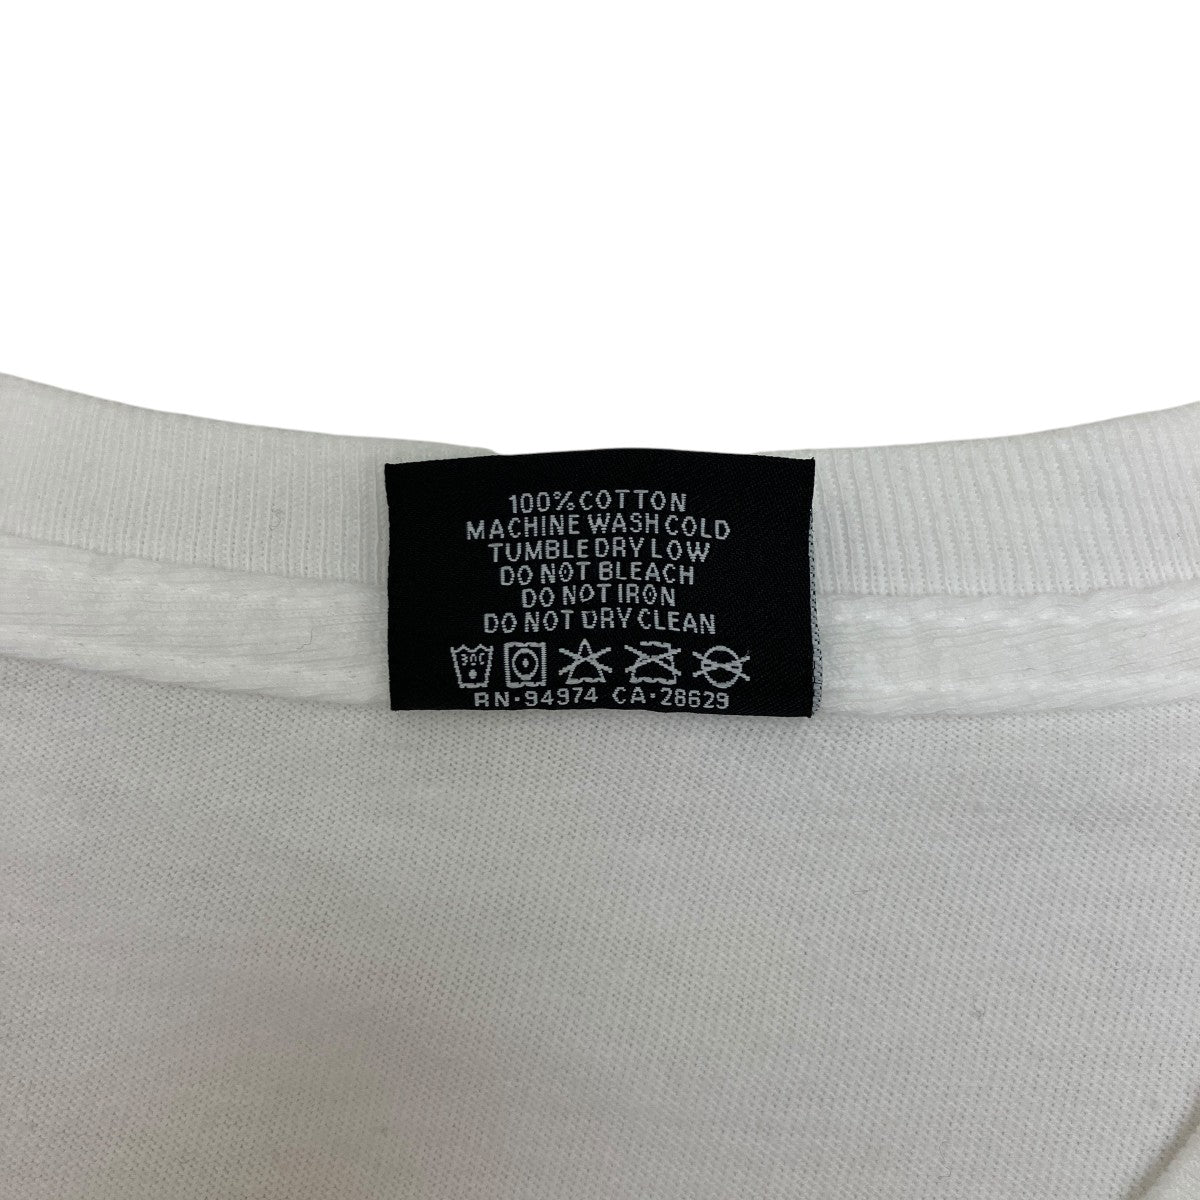 100% COTTON
MACHINE WASH COLD
TUMBLE DRY LOW
DO NOT BLEACH
DO NOT IRON
DO NOT DRY CLEAN
30C
RN·94974 CA·28629